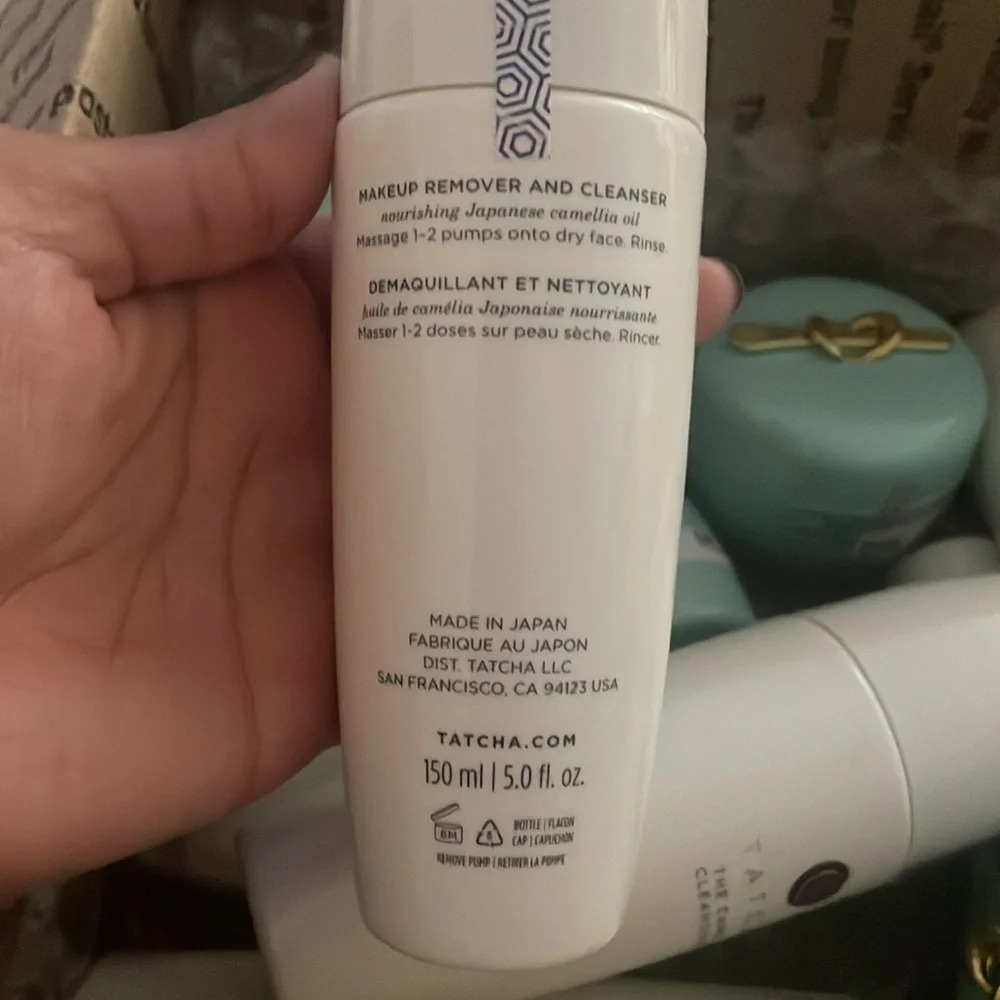 MAKEUP REMOVER AND CLEANSER
nourishing Japanese camellia oil
Massage 1-2 pumps onto dry face. Rinse.
DÉMAQUILLANT ET NETTOYANT
huile de camélia Japonaise nourrissante
Masser 1-2 doses sur peau sèche. Rincer.
MADE IN JAPAN
FABRIQUE AU JAPON
DIST. TATCHA LLC
SAN FRANCISCO, CA 94123 USA
TATCHA.COM
150 ml | 5.0 fl. oz.
6M
BOTTLE | FLACON
CAP | CAPUCHON
REMOVE PUMP | RETIRER LA POMPE
THE